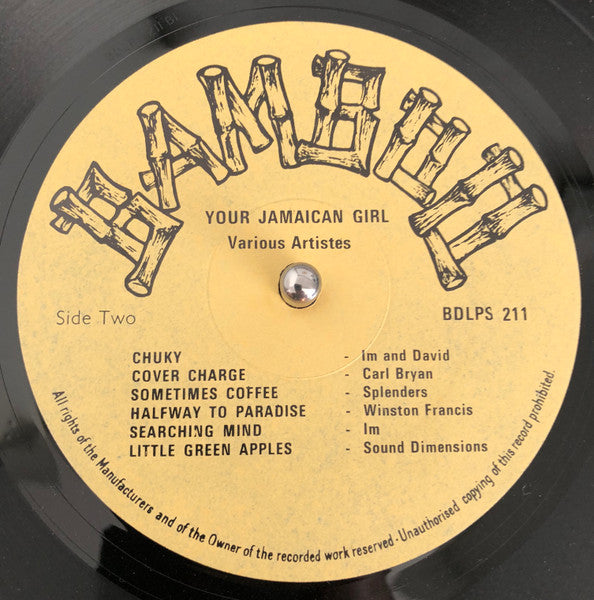 BAMBOO
YOUR JAMAICAN GIRL
Various Artistes
Side Two
BDLPS 211
CHUKY - Im and David
COVER CHARGE - Carl Bryan
SOMETIMES COFFEE - Splenders
HALFWAY TO PARADISE - Winston Francis
SEARCHING MIND - Im
LITTLE GREEN APPLES - Sound Dimensions
All rights of the Manufacturers and of the Owner of the recorded work reserved - Unauthorised copying of this record prohibited.